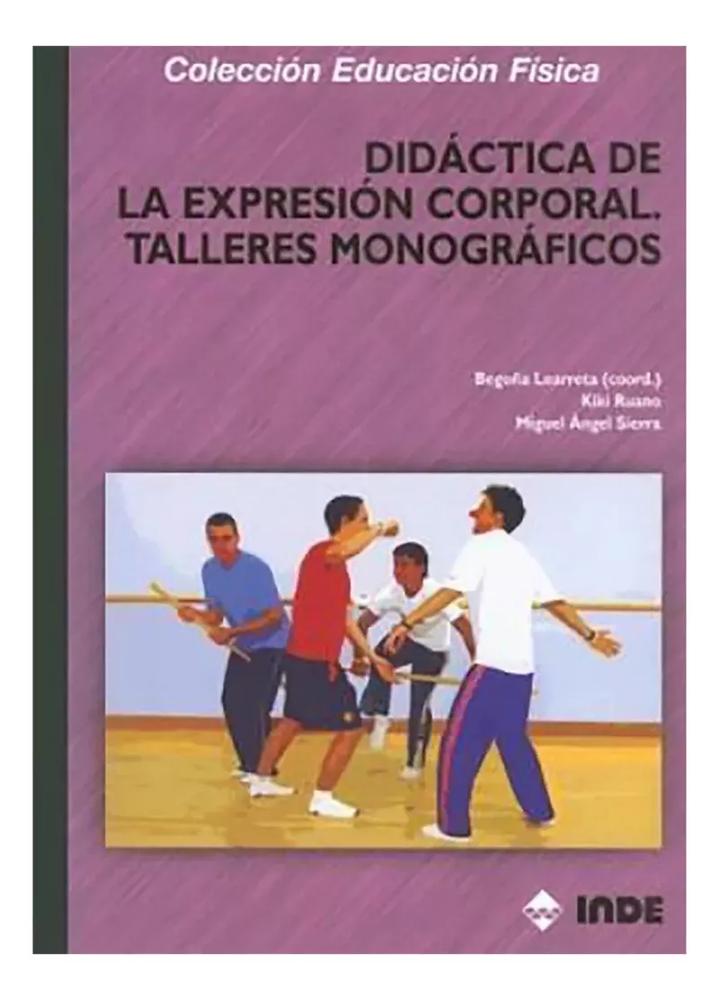 Colección Educación Física
DIDÁCTICA DE
LA EXPRESIÓN CORPORAL.
TALLERES MONOGRÁFICOS
Begoña Learreta (coord.)
Kiki Ruano
Miguel Ángel Sierra
INDE